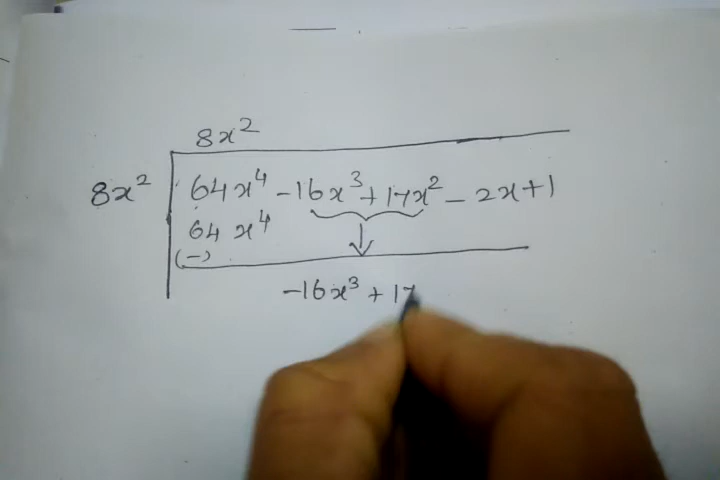 8x²
8x² 64x⁴ - 16x³ + 17x² - 2x + 1
64x⁴
(-)
-16x³ + 17